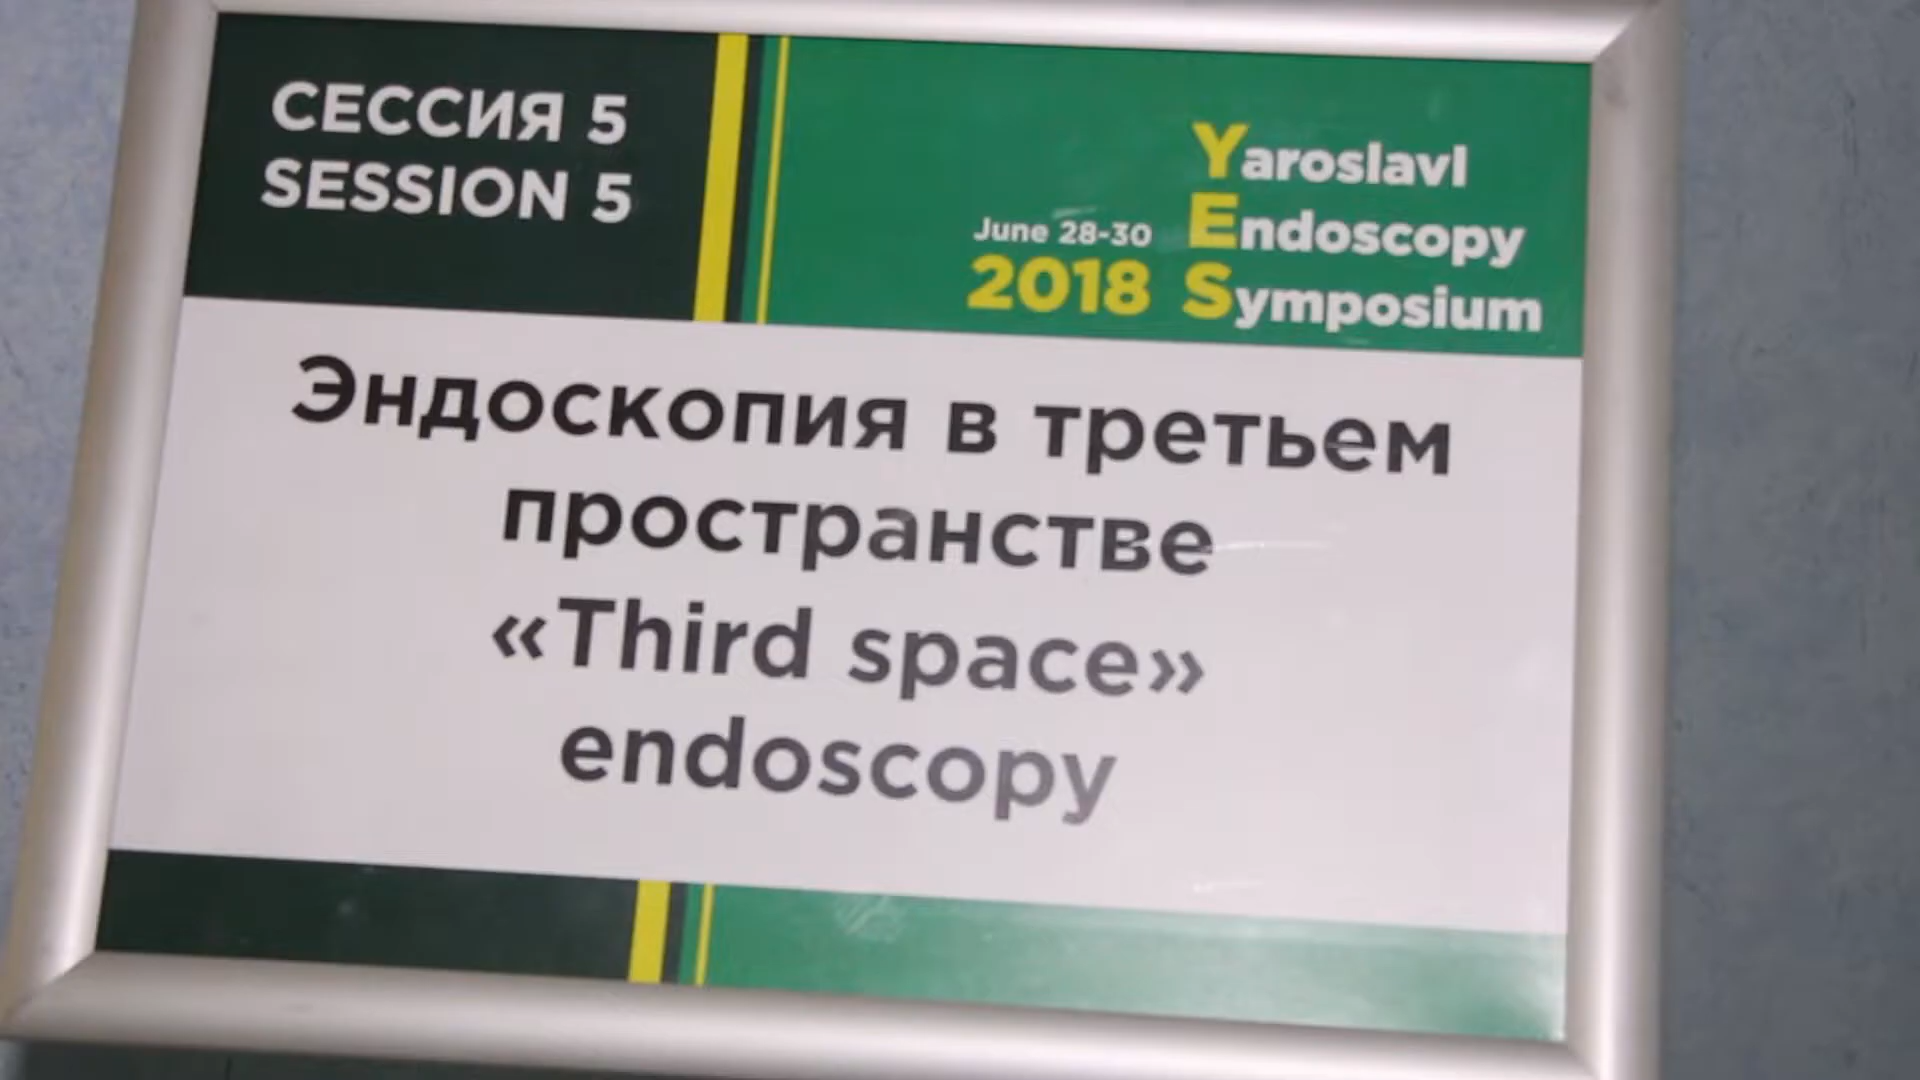 СЕССИЯ 5
SESSION 5
Yaroslavl
June 28-30 Endoscopy
2018 Symposium
Эндоскопия в третьем
пространстве
«Third space»
endoscopy